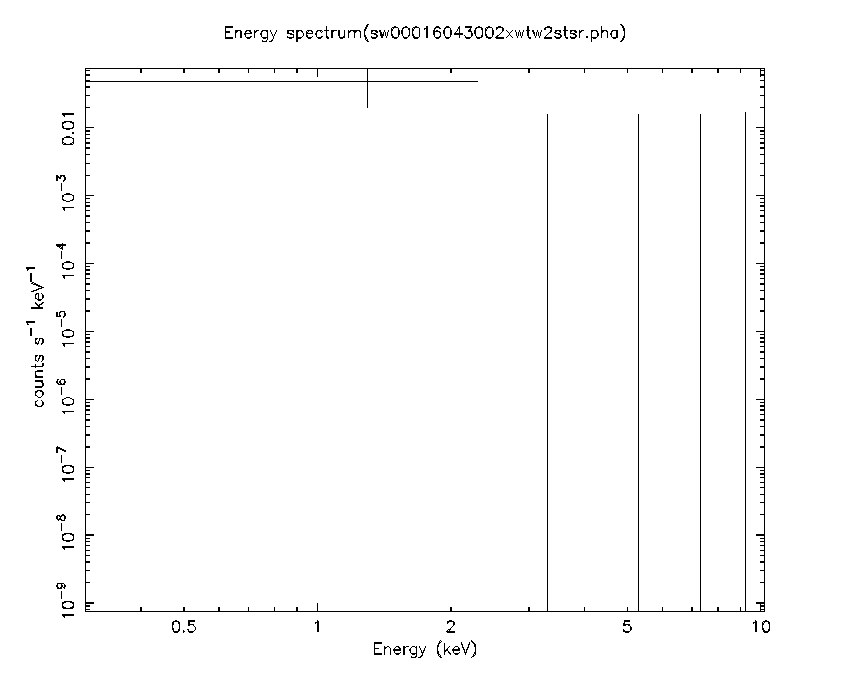 Energy spectrum(sw00016043002xwtw2stsr.pha)
counts s⁻¹ keV⁻¹
0.01
10⁻³
10⁻⁴
10⁻⁵
10⁻⁶
10⁻⁷
10⁻⁸
10⁻⁹
0.5 1 2 5 10
Energy (keV)